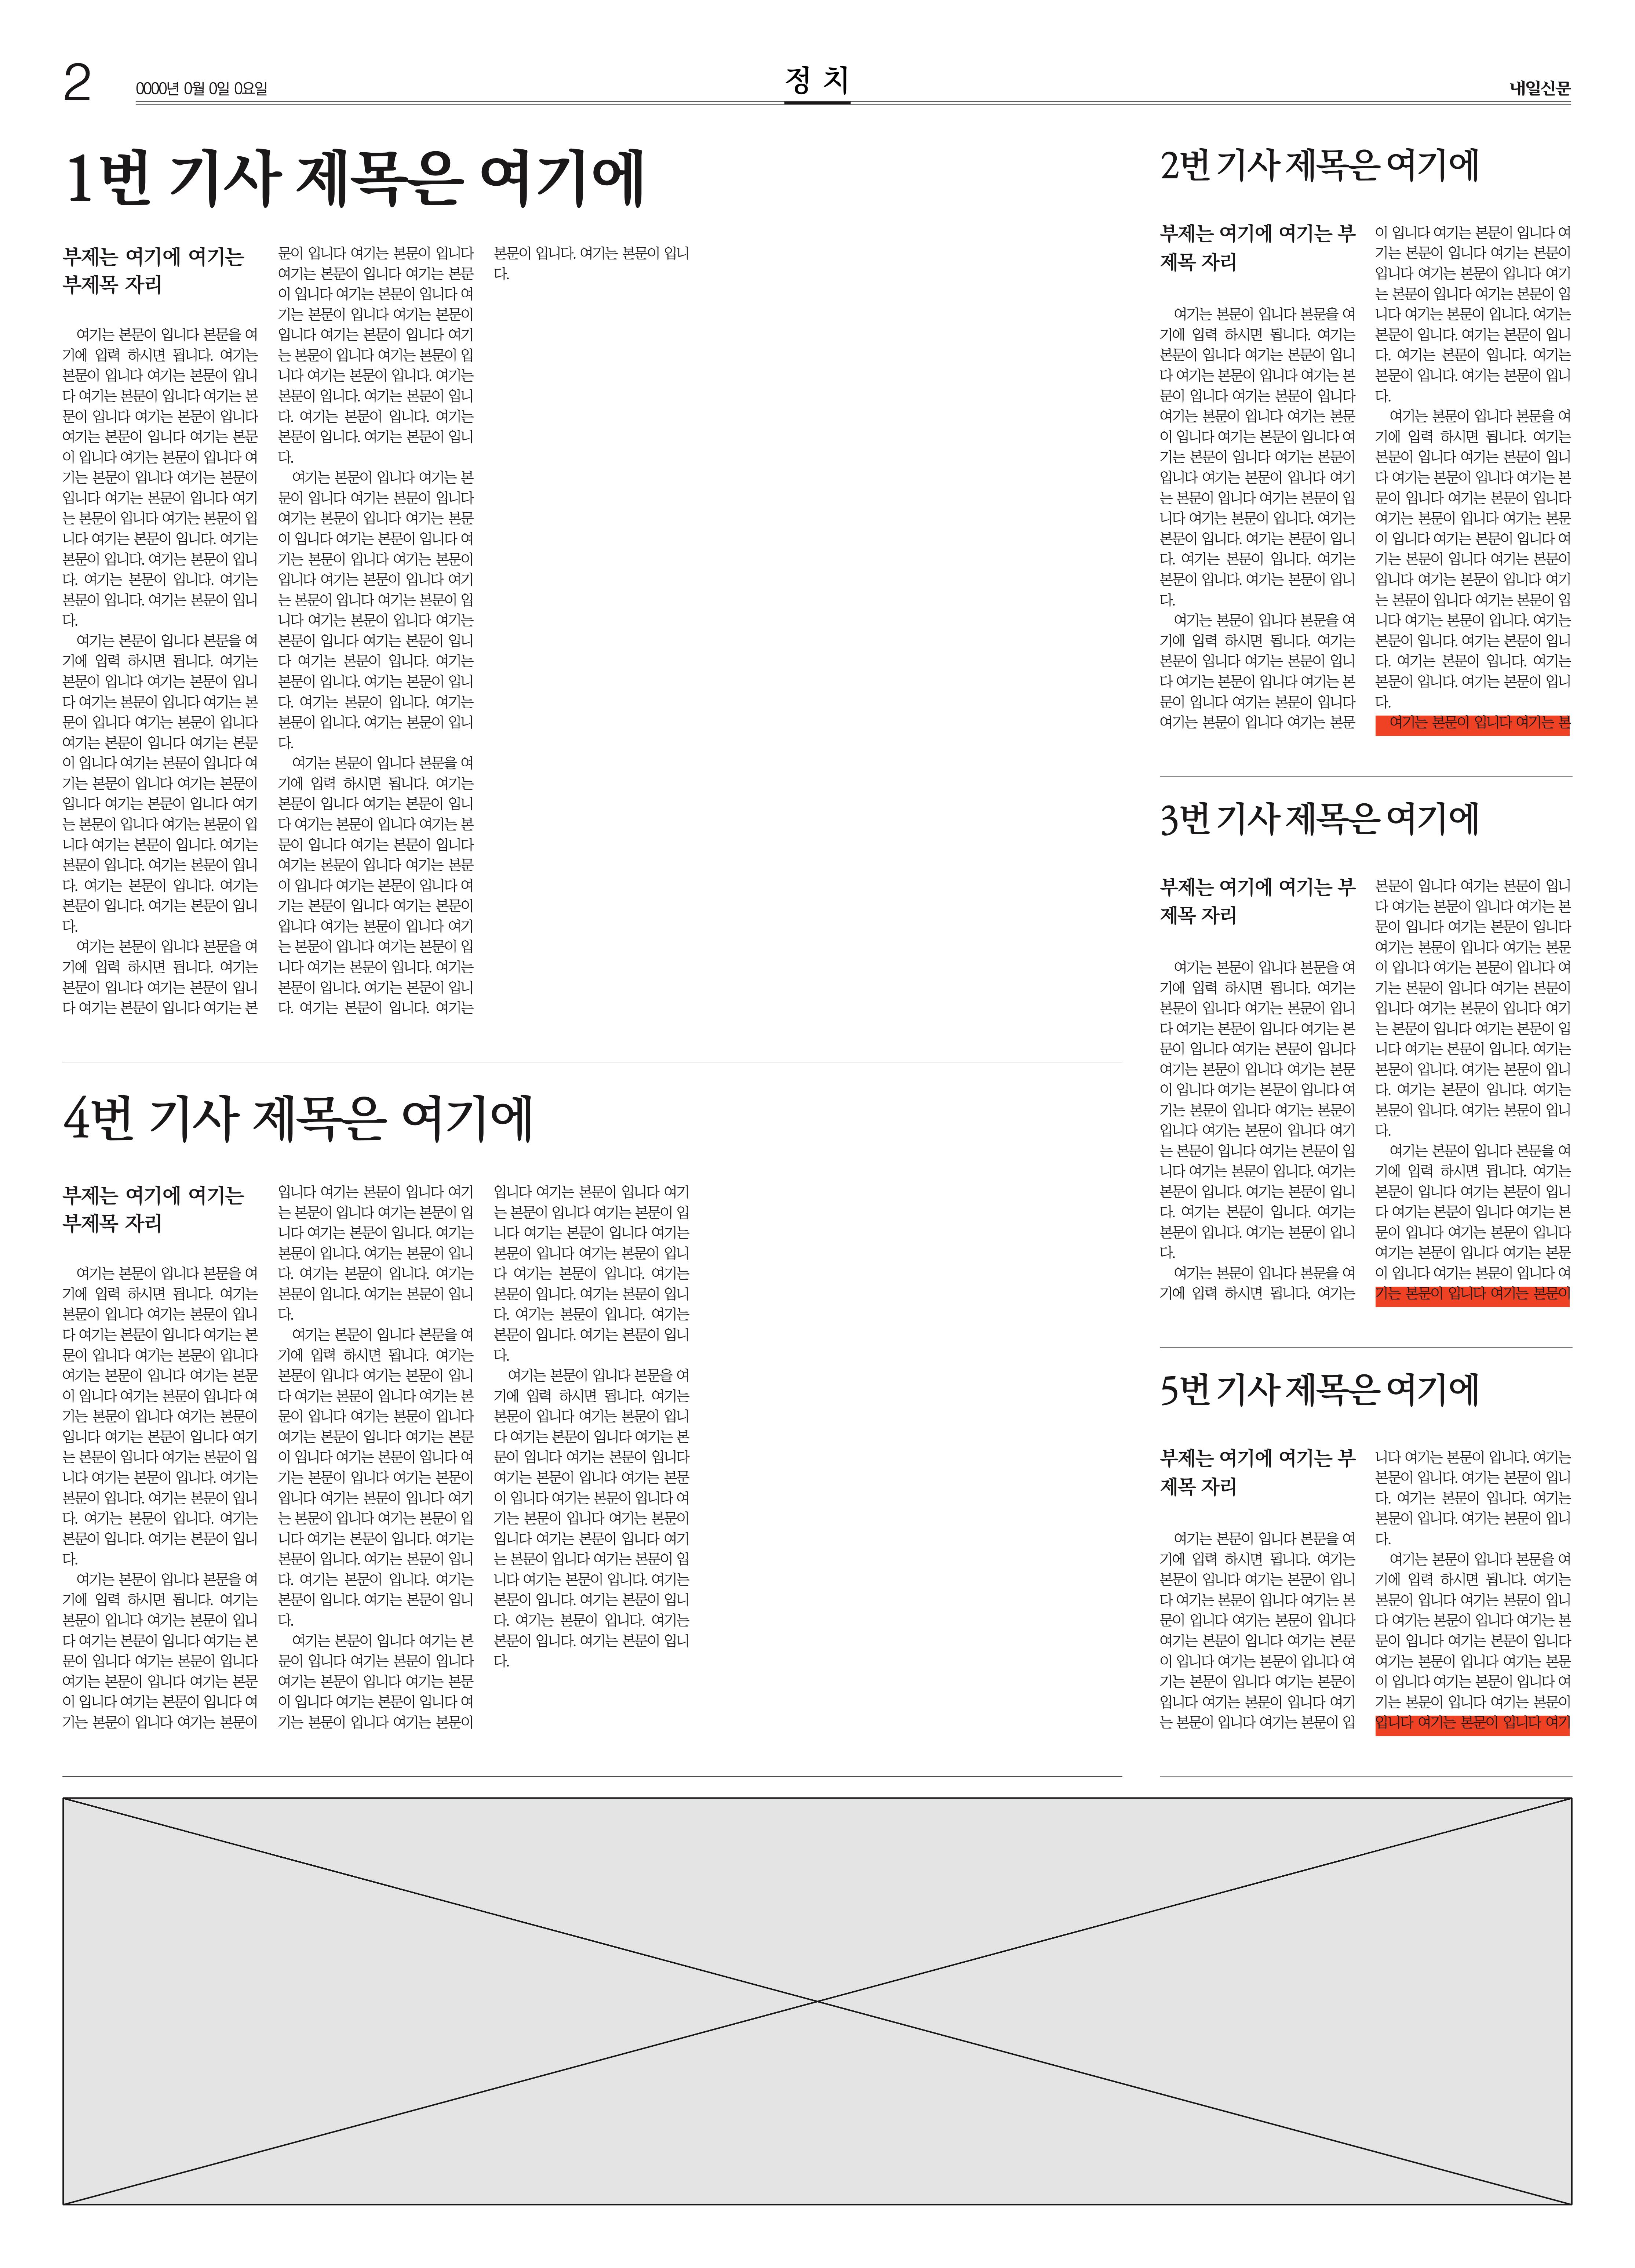 2
0000년 0월 0일 0요일
정 치
내일신문
1번 기사 제목은 여기에
부제는 여기에 여기는
부제목 자리
여기는 본문이 입니다 본문을 여
기에 입력 하시면 됩니다. 여기는
본문이 입니다 여기는 본문이 입니
다 여기는 본문이 입니다 여기는 본
문이 입니다 여기는 본문이 입니다
여기는 본문이 입니다 여기는 본문
이 입니다 여기는 본문이 입니다 여
기는 본문이 입니다 여기는 본문이
입니다 여기는 본문이 입니다 여기
는 본문이 입니다 여기는 본문이 입
니다 여기는 본문이 입니다. 여기는
본문이 입니다. 여기는 본문이 입니
다. 여기는 본문이 입니다. 여기는
본문이 입니다. 여기는 본문이 입니
다.
여기는 본문이 입니다 본문을 여
기에 입력 하시면 됩니다. 여기는
본문이 입니다 여기는 본문이 입니
다 여기는 본문이 입니다 여기는 본
문이 입니다 여기는 본문이 입니다
여기는 본문이 입니다 여기는 본문
이 입니다 여기는 본문이 입니다 여
기는 본문이 입니다 여기는 본문이
입니다 여기는 본문이 입니다 여기
는 본문이 입니다 여기는 본문이 입
니다 여기는 본문이 입니다. 여기는
본문이 입니다. 여기는 본문이 입니
다. 여기는 본문이 입니다. 여기는
본문이 입니다. 여기는 본문이 입니
다.
여기는 본문이 입니다 본문을 여
기에 입력 하시면 됩니다. 여기는
본문이 입니다 여기는 본문이 입니
다 여기는 본문이 입니다 여기는 본
문이 입니다 여기는 본문이 입니다
여기는 본문이 입니다 여기는 본문
이 입니다 여기는 본문이 입니다 여
기는 본문이 입니다 여기는 본문이
입니다 여기는 본문이 입니다 여기
는 본문이 입니다 여기는 본문이 입
니다 여기는 본문이 입니다. 여기는
본문이 입니다. 여기는 본문이 입니
다. 여기는 본문이 입니다. 여기는
본문이 입니다. 여기는 본문이 입니
다.
여기는 본문이 입니다 여기는 본
문이 입니다 여기는 본문이 입니다
여기는 본문이 입니다 여기는 본문
이 입니다 여기는 본문이 입니다 여
기는 본문이 입니다 여기는 본문이
입니다 여기는 본문이 입니다 여기
는 본문이 입니다 여기는 본문이 입
니다 여기는 본문이 입니다 여기는
본문이 입니다 여기는 본문이 입니
다 여기는 본문이 입니다. 여기는
본문이 입니다. 여기는 본문이 입니
다. 여기는 본문이 입니다. 여기는
본문이 입니다. 여기는 본문이 입니
다.
여기는 본문이 입니다 본문을 여
기에 입력 하시면 됩니다. 여기는
본문이 입니다 여기는 본문이 입니
다 여기는 본문이 입니다 여기는 본
문이 입니다 여기는 본문이 입니다
여기는 본문이 입니다 여기는 본문
이 입니다 여기는 본문이 입니다 여
기는 본문이 입니다 여기는 본문이
입니다 여기는 본문이 입니다 여기
는 본문이 입니다 여기는 본문이 입
니다 여기는 본문이 입니다. 여기는
본문이 입니다. 여기는 본문이 입니
다. 여기는 본문이 입니다. 여기는
본문이 입니다. 여기는 본문이 입니
다.
2번 기사 제목은 여기에
부제는 여기에 여기는 부
제목 자리
여기는 본문이 입니다 본문을 여
기에 입력 하시면 됩니다. 여기는
본문이 입니다 여기는 본문이 입니
다 여기는 본문이 입니다 여기는 본
문이 입니다 여기는 본문이 입니다
여기는 본문이 입니다 여기는 본문
이 입니다 여기는 본문이 입니다 여
기는 본문이 입니다 여기는 본문이
입니다 여기는 본문이 입니다 여기
는 본문이 입니다 여기는 본문이 입
니다 여기는 본문이 입니다. 여기는
본문이 입니다. 여기는 본문이 입니
다. 여기는 본문이 입니다. 여기는
본문이 입니다. 여기는 본문이 입니
다.
여기는 본문이 입니다 본문을 여
기에 입력 하시면 됩니다. 여기는
본문이 입니다 여기는 본문이 입니
다 여기는 본문이 입니다 여기는 본
문이 입니다 여기는 본문이 입니다
여기는 본문이 입니다 여기는 본문
이 입니다 여기는 본문이 입니다 여
기는 본문이 입니다 여기는 본문이
입니다 여기는 본문이 입니다 여기
는 본문이 입니다 여기는 본문이 입
니다 여기는 본문이 입니다. 여기는
본문이 입니다. 여기는 본문이 입니
다. 여기는 본문이 입니다. 여기는
본문이 입니다. 여기는 본문이 입니
다.
여기는 본문이 입니다 본문을 여
기에 입력 하시면 됩니다. 여기는
본문이 입니다 여기는 본문이 입니
다 여기는 본문이 입니다 여기는 본
문이 입니다 여기는 본문이 입니다
여기는 본문이 입니다 여기는 본문
이 입니다 여기는 본문이 입니다 여
기는 본문이 입니다 여기는 본문이
입니다 여기는 본문이 입니다 여기
는 본문이 입니다 여기는 본문이 입
니다 여기는 본문이 입니다. 여기는
본문이 입니다. 여기는 본문이 입니
다. 여기는 본문이 입니다. 여기는
본문이 입니다. 여기는 본문이 입니
다.
여기는 본문이 입니다 여기는 본
3번 기사 제목은 여기에
부제는 여기에 여기는 부
제목 자리
여기는 본문이 입니다 본문을 여
기에 입력 하시면 됩니다. 여기는
본문이 입니다 여기는 본문이 입니
다 여기는 본문이 입니다 여기는 본
문이 입니다 여기는 본문이 입니다
여기는 본문이 입니다 여기는 본문
이 입니다 여기는 본문이 입니다 여
기는 본문이 입니다 여기는 본문이
입니다 여기는 본문이 입니다 여기
는 본문이 입니다 여기는 본문이 입
니다 여기는 본문이 입니다. 여기는
본문이 입니다. 여기는 본문이 입니
다. 여기는 본문이 입니다. 여기는
본문이 입니다. 여기는 본문이 입니
다.
여기는 본문이 입니다 본문을 여
기에 입력 하시면 됩니다. 여기는
본문이 입니다 여기는 본문이 입니
다 여기는 본문이 입니다 여기는 본
문이 입니다 여기는 본문이 입니다
여기는 본문이 입니다 여기는 본문
이 입니다 여기는 본문이 입니다 여
기는 본문이 입니다 여기는 본문이
입니다 여기는 본문이 입니다 여기
는 본문이 입니다 여기는 본문이 입
니다 여기는 본문이 입니다. 여기는
본문이 입니다. 여기는 본문이 입니
다. 여기는 본문이 입니다. 여기는
본문이 입니다. 여기는 본문이 입니
다.
여기는 본문이 입니다 본문을 여
기에 입력 하시면 됩니다. 여기는
본문이 입니다 여기는 본문이 입니
다 여기는 본문이 입니다 여기는 본
문이 입니다 여기는 본문이 입니다
여기는 본문이 입니다 여기는 본문
이 입니다 여기는 본문이 입니다 여
기는 본문이 입니다 여기는 본문이
4번 기사 제목은 여기에
부제는 여기에 여기는
부제목 자리
여기는 본문이 입니다 본문을 여
기에 입력 하시면 됩니다. 여기는
본문이 입니다 여기는 본문이 입니
다 여기는 본문이 입니다 여기는 본
문이 입니다 여기는 본문이 입니다
여기는 본문이 입니다 여기는 본문
이 입니다 여기는 본문이 입니다 여
기는 본문이 입니다 여기는 본문이
입니다 여기는 본문이 입니다 여기
는 본문이 입니다 여기는 본문이 입
니다 여기는 본문이 입니다. 여기는
본문이 입니다. 여기는 본문이 입니
다. 여기는 본문이 입니다. 여기는
본문이 입니다. 여기는 본문이 입니
다.
여기는 본문이 입니다 본문을 여
기에 입력 하시면 됩니다. 여기는
본문이 입니다 여기는 본문이 입니
다 여기는 본문이 입니다 여기는 본
문이 입니다 여기는 본문이 입니다
여기는 본문이 입니다 여기는 본문
이 입니다 여기는 본문이 입니다 여
기는 본문이 입니다 여기는 본문이
입니다 여기는 본문이 입니다 여기
는 본문이 입니다 여기는 본문이 입
니다 여기는 본문이 입니다. 여기는
본문이 입니다. 여기는 본문이 입니
다. 여기는 본문이 입니다. 여기는
본문이 입니다. 여기는 본문이 입니
다.
여기는 본문이 입니다 본문을 여
기에 입력 하시면 됩니다. 여기는
본문이 입니다 여기는 본문이 입니
다 여기는 본문이 입니다 여기는 본
문이 입니다 여기는 본문이 입니다
여기는 본문이 입니다 여기는 본문
이 입니다 여기는 본문이 입니다 여
기는 본문이 입니다 여기는 본문이
입니다 여기는 본문이 입니다 여기
는 본문이 입니다 여기는 본문이 입
니다 여기는 본문이 입니다. 여기는
본문이 입니다. 여기는 본문이 입니
다. 여기는 본문이 입니다. 여기는
본문이 입니다. 여기는 본문이 입니
다.
여기는 본문이 입니다 여기는 본
문이 입니다 여기는 본문이 입니다
여기는 본문이 입니다 여기는 본문
이 입니다 여기는 본문이 입니다 여
기는 본문이 입니다 여기는 본문이
입니다 여기는 본문이 입니다 여기
는 본문이 입니다 여기는 본문이 입
니다 여기는 본문이 입니다 여기는
본문이 입니다 여기는 본문이 입니
다 여기는 본문이 입니다. 여기는
본문이 입니다. 여기는 본문이 입니
다. 여기는 본문이 입니다. 여기는
본문이 입니다. 여기는 본문이 입니
다.
여기는 본문이 입니다 본문을 여
기에 입력 하시면 됩니다. 여기는
본문이 입니다 여기는 본문이 입니
다 여기는 본문이 입니다 여기는 본
문이 입니다 여기는 본문이 입니다
여기는 본문이 입니다 여기는 본문
이 입니다 여기는 본문이 입니다 여
기는 본문이 입니다 여기는 본문이
입니다 여기는 본문이 입니다 여기
는 본문이 입니다 여기는 본문이 입
니다 여기는 본문이 입니다. 여기는
본문이 입니다. 여기는 본문이 입니
다. 여기는 본문이 입니다. 여기는
본문이 입니다. 여기는 본문이 입니
다.
5번 기사 제목은 여기에
부제는 여기에 여기는 부
제목 자리
여기는 본문이 입니다 본문을 여
기에 입력 하시면 됩니다. 여기는
본문이 입니다 여기는 본문이 입니
다 여기는 본문이 입니다 여기는 본
문이 입니다 여기는 본문이 입니다
여기는 본문이 입니다 여기는 본문
이 입니다 여기는 본문이 입니다 여
기는 본문이 입니다 여기는 본문이
입니다 여기는 본문이 입니다 여기
는 본문이 입니다 여기는 본문이 입
니다 여기는 본문이 입니다. 여기는
본문이 입니다. 여기는 본문이 입니
다. 여기는 본문이 입니다. 여기는
본문이 입니다. 여기는 본문이 입니
다.
여기는 본문이 입니다 본문을 여
기에 입력 하시면 됩니다. 여기는
본문이 입니다 여기는 본문이 입니
다 여기는 본문이 입니다 여기는 본
문이 입니다 여기는 본문이 입니다
여기는 본문이 입니다 여기는 본문
이 입니다 여기는 본문이 입니다 여
기는 본문이 입니다 여기는 본문이
입니다 여기는 본문이 입니다 여기